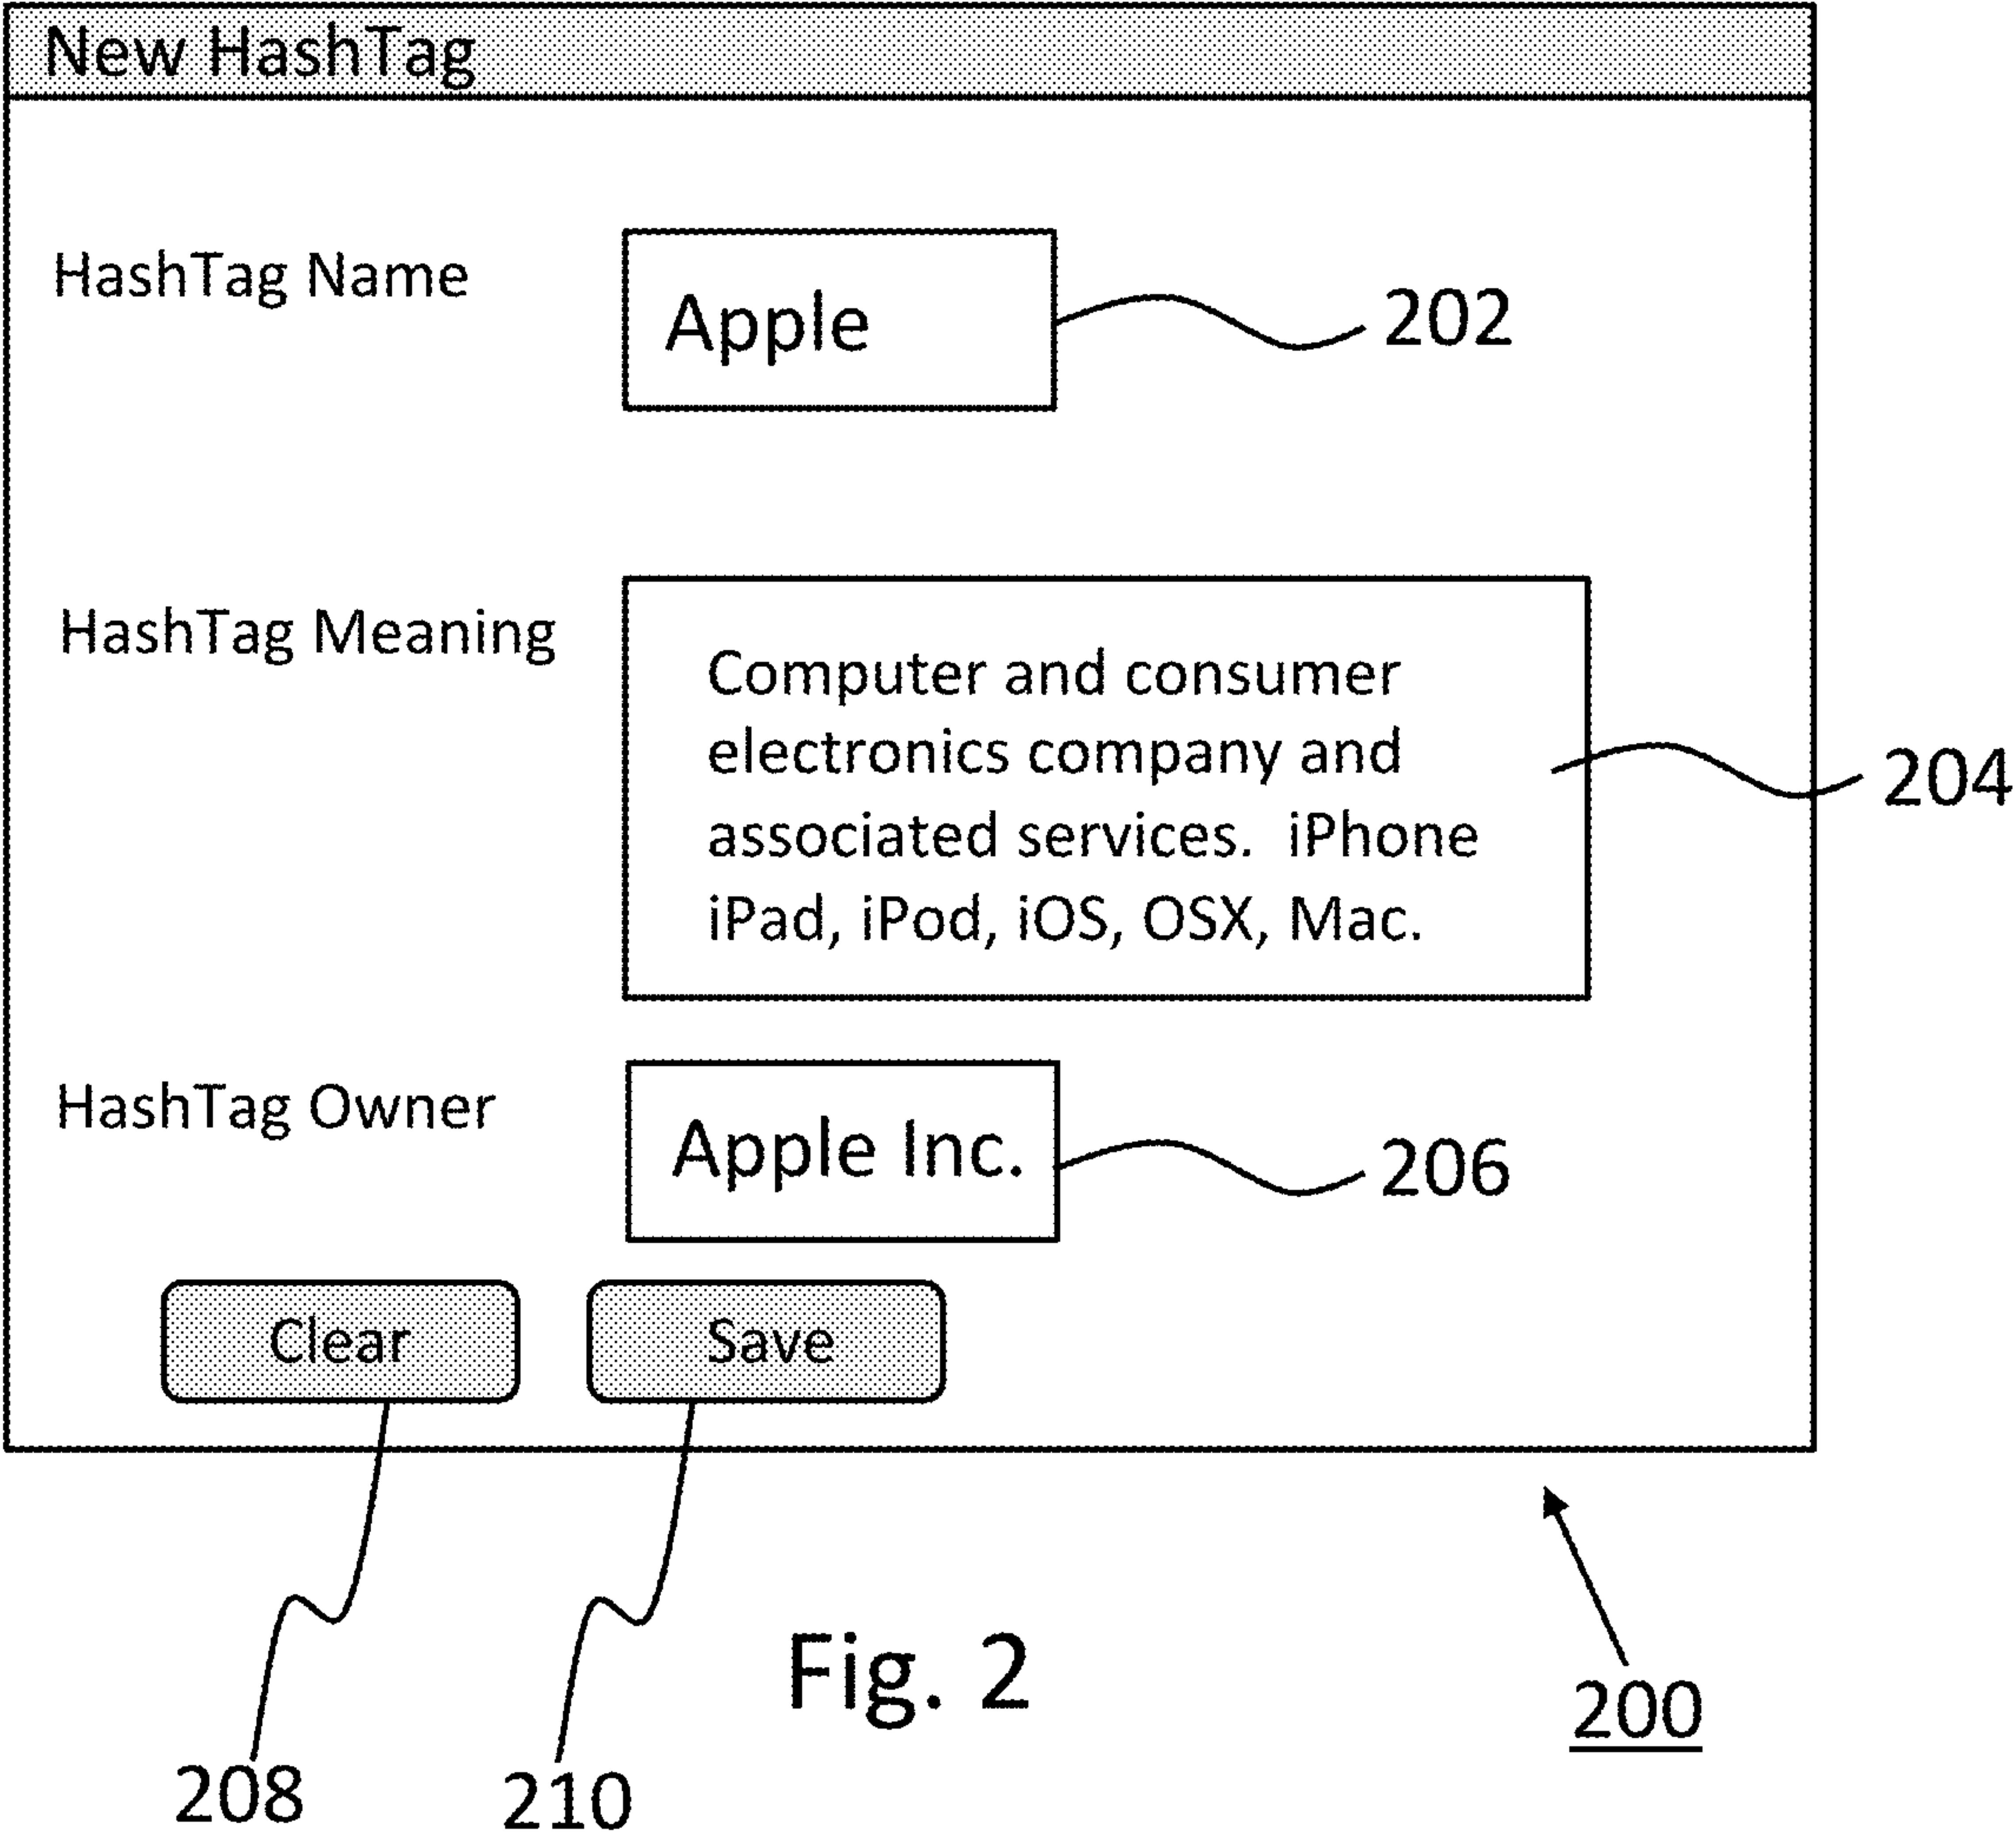 New HashTag
HashTag Name
Apple
202
HashTag Meaning
Computer and consumer
electronics company and
associated services.  iPhone
iPad, iPod, iOS, OSX, Mac.
204
HashTag Owner
Apple Inc.
206
Clear
Save
Fig. 2
200
208
210